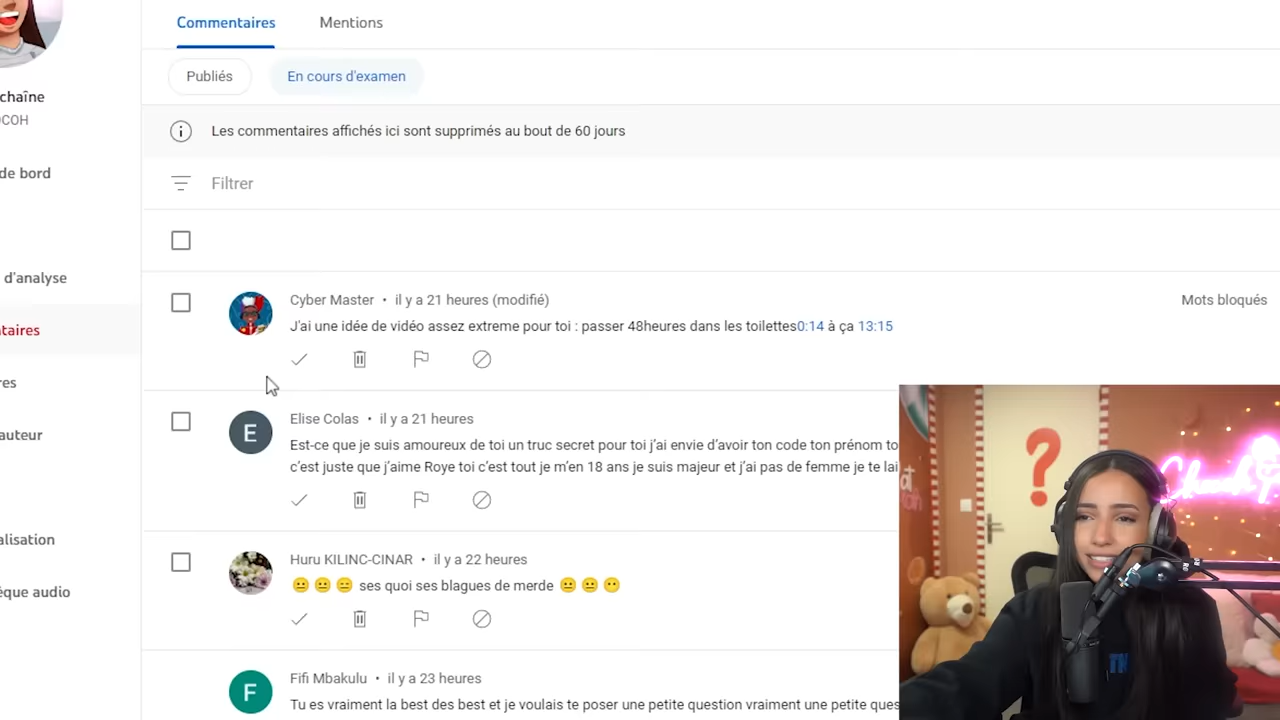 Commentaires
Mentions
Publiés
En cours d'examen
chaîne
COH
Les commentaires affichés ici sont supprimés au bout de 60 jours
de bord
Filtrer
d'analyse
Cyber Master • il y a 21 heures (modifié)
Mots bloqués
J'ai une idée de vidéo assez extreme pour toi : passer 48heures dans les toilettes0:14 à ça 13:15
taires
res
auteur
Elise Colas • il y a 21 heures
E
Est-ce que je suis amoureux de toi un truc secret pour toi j'ai envie d'avoir ton code ton prénom to
c'est juste que j'aime Roye toi c'est tout je m'en 18 ans je suis majeur et j'ai pas de femme je te lai
alisation
Huru KILINC-CINAR • il y a 22 heures
😐 😐 😑 ses quoi ses blagues de merde 😐 😐 😶
èque audio
Fifi Mbakulu • il y a 23 heures
F
Tu es vraiment la best des best et je voulais te poser une petite question vraiment une petite ques
?